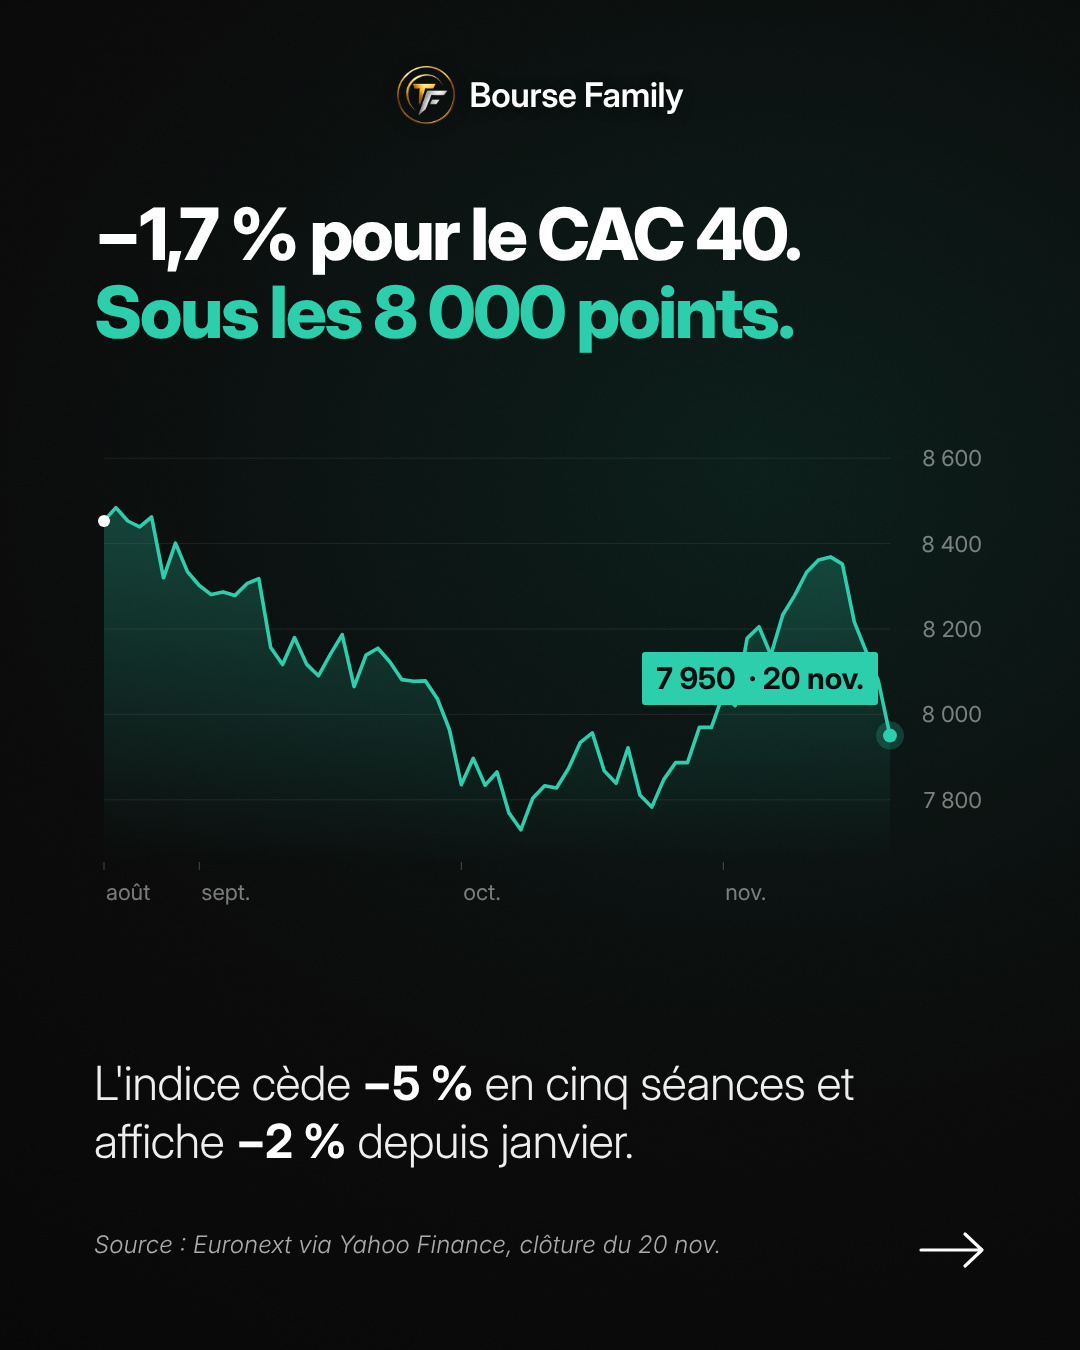 TF Bourse Family
–1,7 % pour le CAC 40.
Sous les 8 000 points.
8 600
8 400
8 200
7 950 · 20 nov.
8 000
7 800
août sept. oct. nov.
L'indice cède –5 % en cinq séances et
affiche –2 % depuis janvier.
Source : Euronext via Yahoo Finance, clôture du 20 nov.